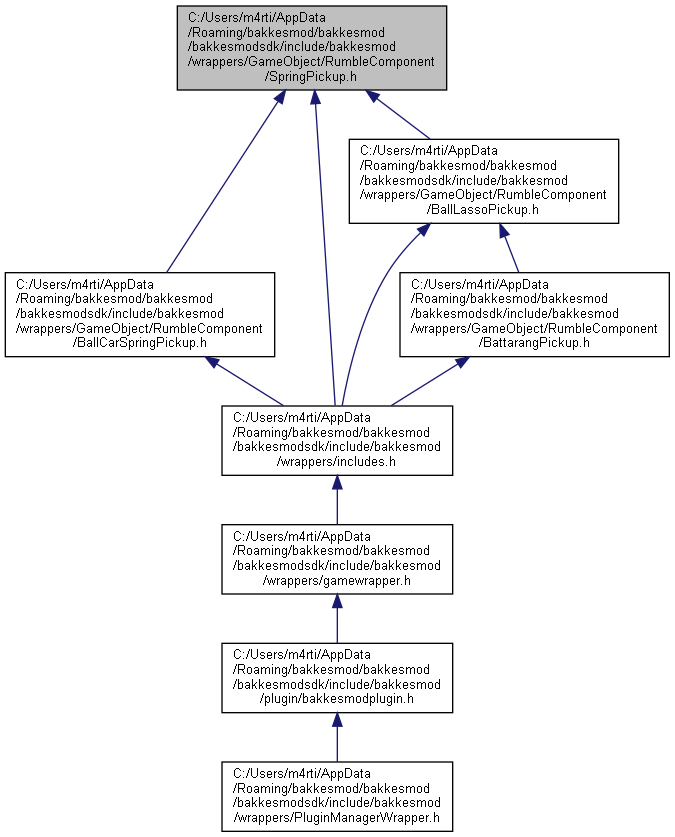 C:/Users/m4rti/AppData
/Roaming/bakkesmod/bakkesmod
/bakkesmodsdk/include/bakkesmod
/wrappers/GameObject/RumbleComponent
/SpringPickup.h
C:/Users/m4rti/AppData
/Roaming/bakkesmod/bakkesmod
/bakkesmodsdk/include/bakkesmod
/wrappers/GameObject/RumbleComponent
/BallLassoPickup.h
C:/Users/m4rti/AppData
/Roaming/bakkesmod/bakkesmod
/bakkesmodsdk/include/bakkesmod
/wrappers/GameObject/RumbleComponent
/BallCarSpringPickup.h
C:/Users/m4rti/AppData
/Roaming/bakkesmod/bakkesmod
/bakkesmodsdk/include/bakkesmod
/wrappers/GameObject/RumbleComponent
/BattarangPickup.h
C:/Users/m4rti/AppData
/Roaming/bakkesmod/bakkesmod
/bakkesmodsdk/include/bakkesmod
/wrappers/includes.h
C:/Users/m4rti/AppData
/Roaming/bakkesmod/bakkesmod
/bakkesmodsdk/include/bakkesmod
/wrappers/gamewrapper.h
C:/Users/m4rti/AppData
/Roaming/bakkesmod/bakkesmod
/bakkesmodsdk/include/bakkesmod
/plugin/bakkesmodplugin.h
C:/Users/m4rti/AppData
/Roaming/bakkesmod/bakkesmod
/bakkesmodsdk/include/bakkesmod
/wrappers/PluginManagerWrapper.h